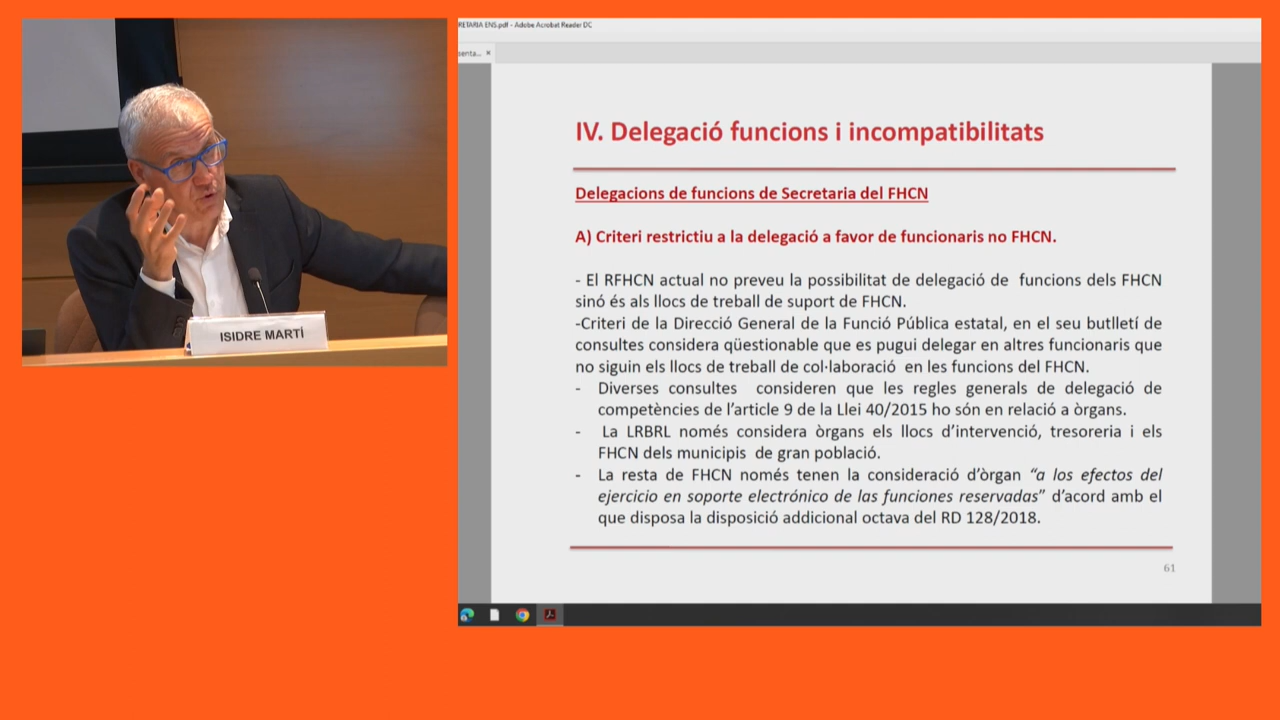 ISIDRE MARTÍ
RETARIA ENS.pdf - Adobe Acrobat Reader DC
senta... ×
IV. Delegació funcions i incompatibilitats
Delegacions de funcions de Secretaria del FHCN
A) Criteri restrictiu a la delegació a favor de funcionaris no FHCN.
- El RFHCN actual no preveu la possibilitat de delegació de funcions dels FHCN
sinó és als llocs de treball de suport de FHCN.
-Criteri de la Direcció General de la Funció Pública estatal, en el seu butlletí de
consultes considera qüestionable que es pugui delegar en altres funcionaris que
no siguin els llocs de treball de col·laboració en les funcions del FHCN.
- Diverses consultes consideren que les regles generals de delegació de
competències de l'article 9 de la Llei 40/2015 ho són en relació a òrgans.
- La LRBRL només considera òrgans els llocs d'intervenció, tresoreria i els
FHCN dels municipis de gran població.
- La resta de FHCN només tenen la consideració d'òrgan "a los efectos del
ejercicio en soporte electrónico de las funciones reservadas" d'acord amb el
que disposa la disposició addicional octava del RD 128/2018.
61